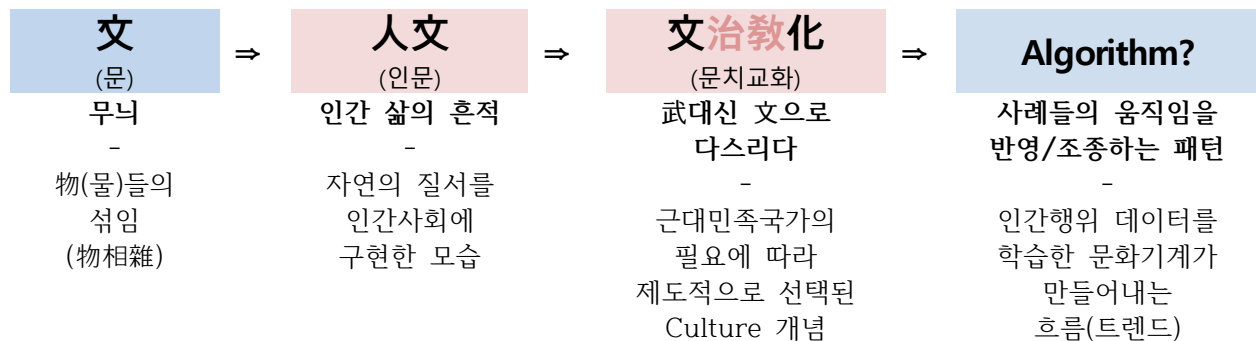 文
(문)
무늬
–
物(물)들의
섞임
(物相雜)
⇒
人文
(인문)
인간 삶의 흔적
–
자연의 질서를
인간사회에
구현한 모습
⇒
文治敎化
(문치교화)
武대신 文으로
다스리다
–
근대민족국가의
필요에 따라
제도적으로 선택된
Culture 개념
⇒
Algorithm?
사례들의 움직임을
반영/조종하는 패턴
–
인간행위 데이터를
학습한 문화기계가
만들어내는
흐름(트렌드)